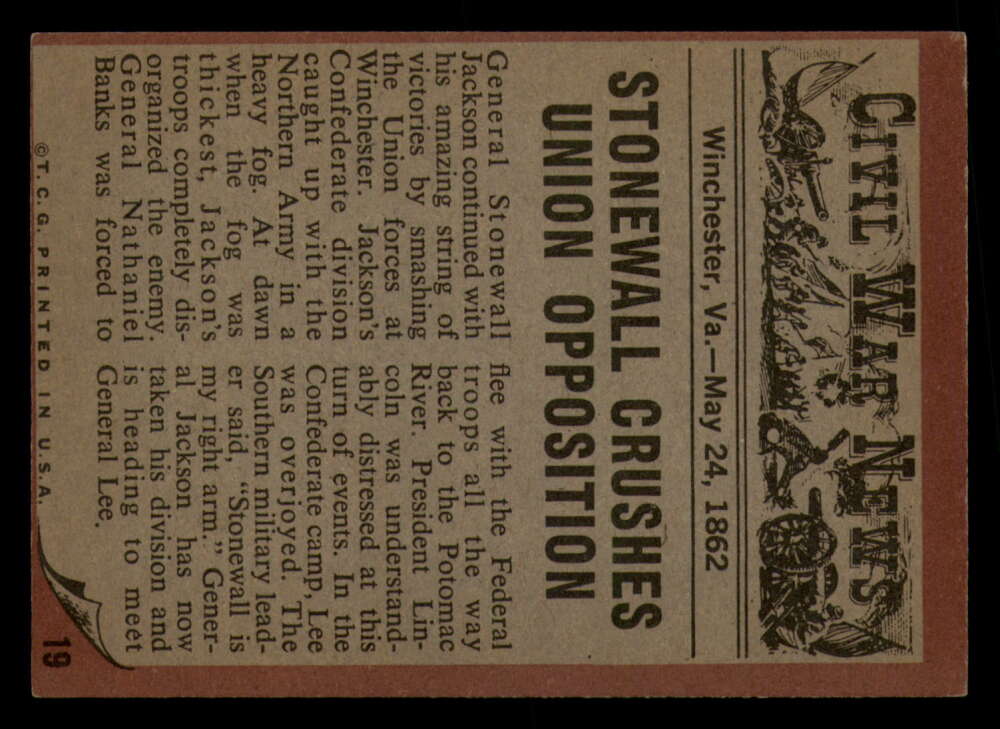 CIVIL WAR NEWS
Winchester, Va.—May 24, 1862
STONEWALL CRUSHES
UNION OPPOSITION
General Stonewall
Jackson continued with
his amazing string of
victories by smashing
the Union forces at
Winchester. Jackson's
Confederate division
caught up with the
Northern Army in a
heavy fog. At dawn
when the fog was
thickest, Jackson's
troops completely dis-
organized the enemy.
General Nathaniel
Banks was forced to
flee with the Federal
troops all the way
back to the Potomac
River. President Lin-
coln was understand-
ably distressed at this
turn of events. In the
Confederate camp, Lee
was overjoyed. The
Southern military lead-
er said, "Stonewall is
my right arm." Gener-
al Jackson has now
taken his division and
is heading to meet
General Lee.
©T.C.G. PRINTED IN U.S.A.
19